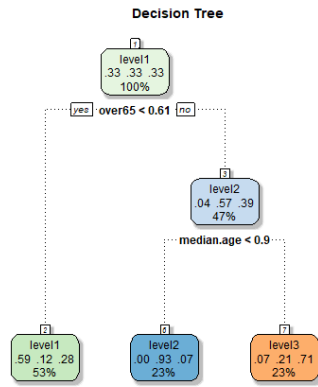 Decision Tree
1
level1
.33 .33 .33
100%
yes over65 < 0.61 no
3
level2
.04 .57 .39
47%
median.age < 0.9
2 6 7
level1 level2 level3
.59 .12 .28 .00 .93 .07 .07 .21 .71
53% 23% 23%